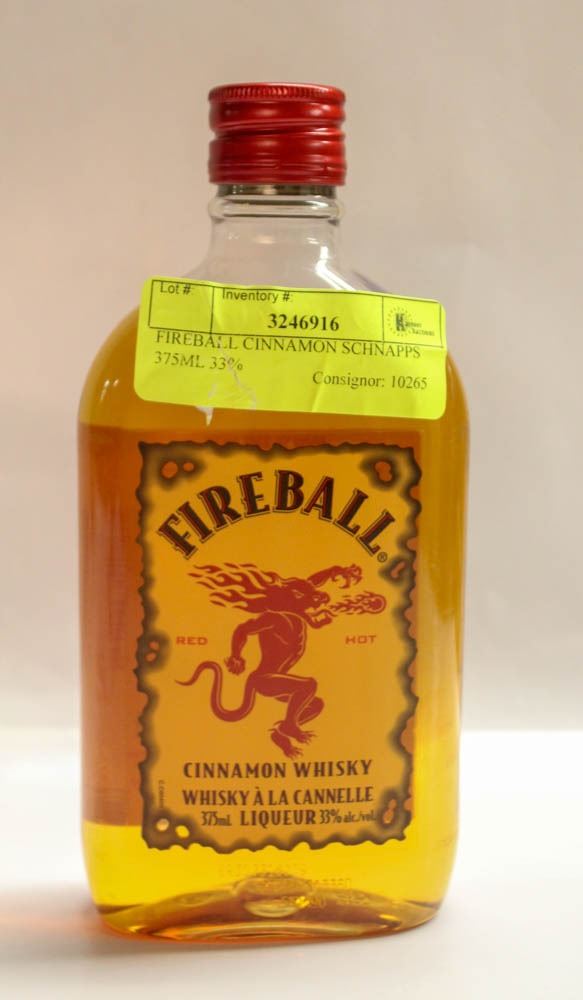 Lot #:
Inventory #:
3246916
FIREBALL CINNAMON SCHNAPPS
375ML 33%
Consignor: 10265
FIREBALL®
RED HOT
CINNAMON WHISKY
WHISKY À LA CANNELLE
375mL LIQUEUR 33% alc./vol.